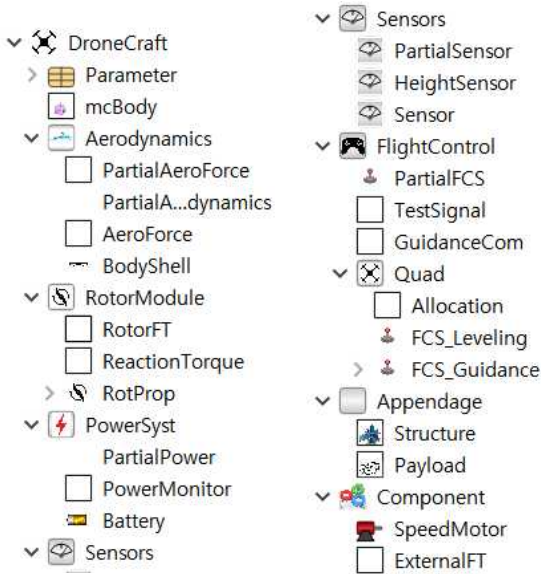 DroneCraft
Parameter
mcBody
Aerodynamics
PartialAeroForce
PartialA...dynamics
AeroForce
BodyShell
RotorModule
RotorFT
ReactionTorque
RotProp
PowerSyst
PartialPower
PowerMonitor
Battery
Sensors
Sensors
PartialSensor
HeightSensor
Sensor
FlightControl
PartialFCS
TestSignal
GuidanceCom
Quad
Allocation
FCS_Leveling
FCS_Guidance
Appendage
Structure
Payload
Component
SpeedMotor
ExternalFT